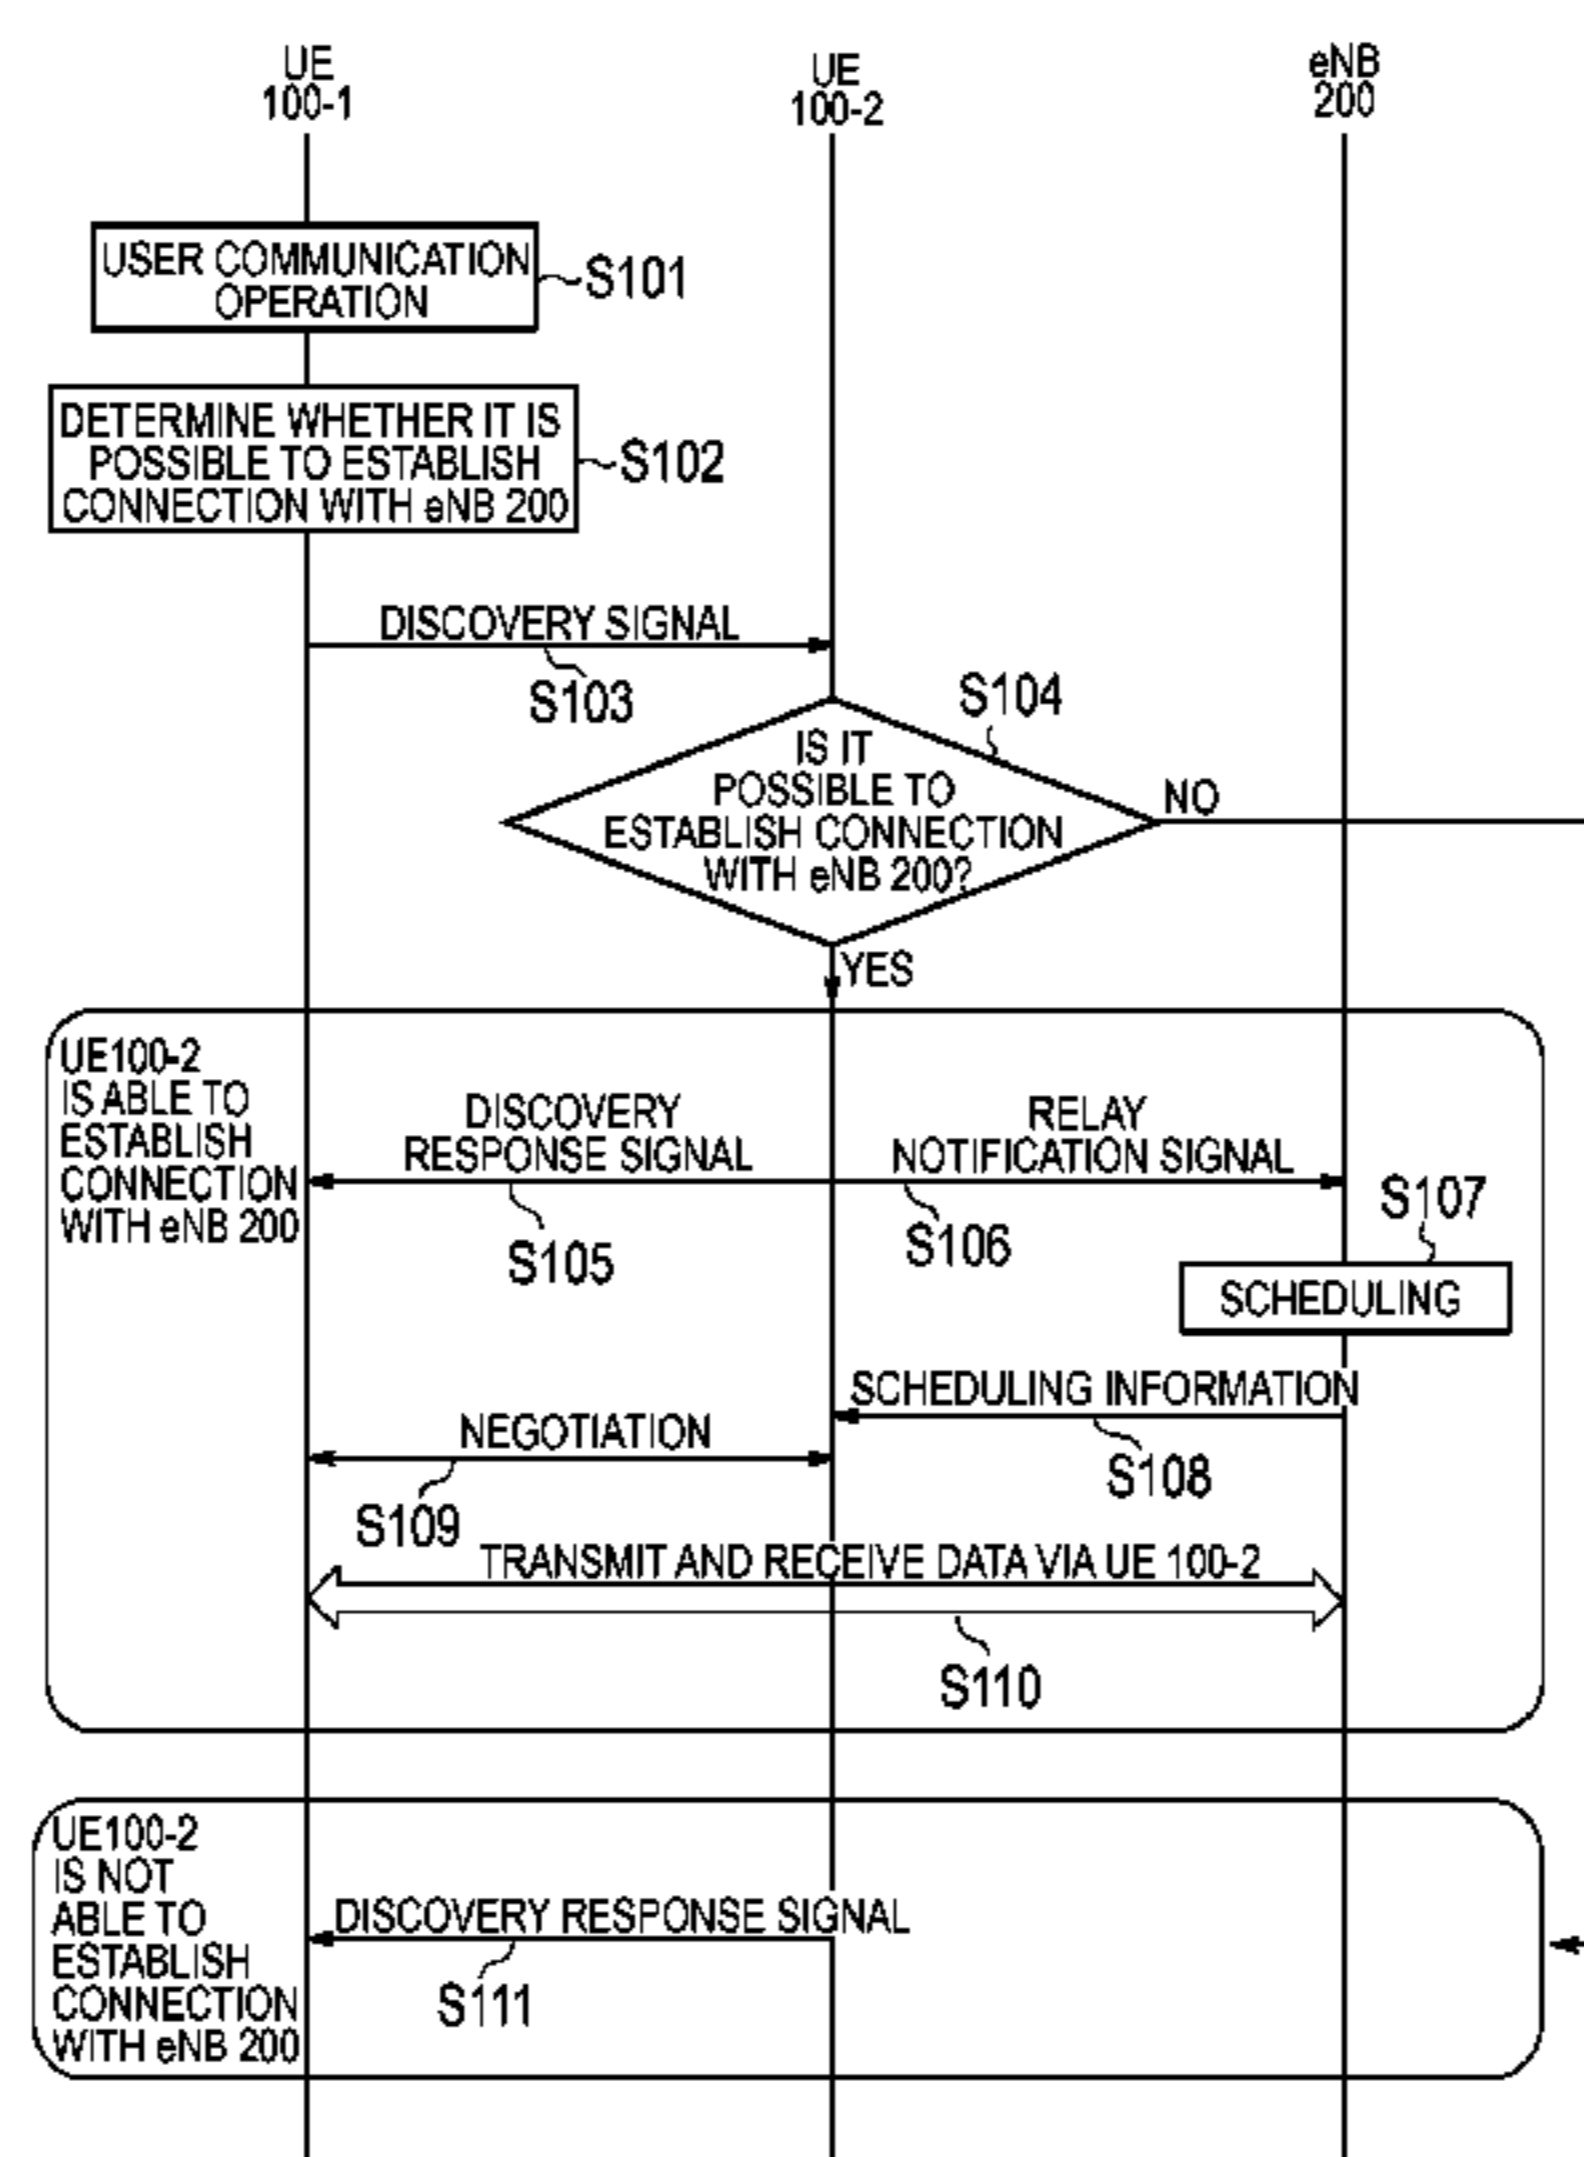 UE
100-1
UE
100-2
eNB
200
USER COMMUNICATION
OPERATION
S101
DETERMINE WHETHER IT IS
POSSIBLE TO ESTABLISH
CONNECTION WITH eNB 200
S102
DISCOVERY SIGNAL
S103
S104
IS IT
POSSIBLE TO
ESTABLISH CONNECTION
WITH eNB 200?
NO
YES
UE100-2
IS ABLE TO
ESTABLISH
CONNECTION
WITH eNB 200
DISCOVERY
RESPONSE SIGNAL
S105
RELAY
NOTIFICATION SIGNAL
S106
S107
SCHEDULING
SCHEDULING INFORMATION
S108
NEGOTIATION
S109
TRANSMIT AND RECEIVE DATA VIA UE 100-2
S110
UE100-2
IS NOT
ABLE TO
ESTABLISH
CONNECTION
WITH eNB 200
DISCOVERY RESPONSE SIGNAL
S111